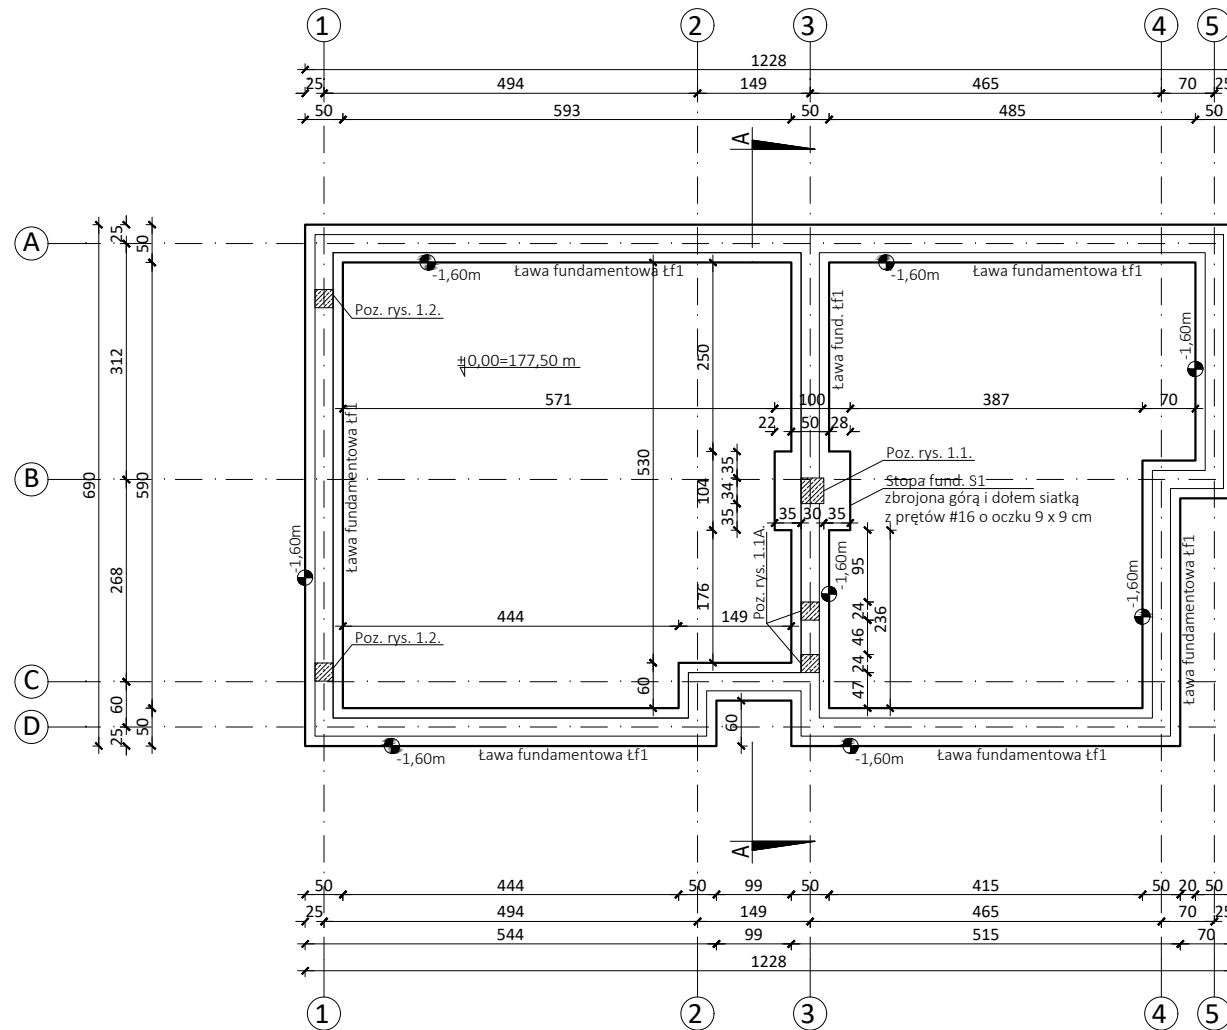 1 2 3 4 5
1228
25 494 149 465 70 25
50 593 50 485 50
A
A
25
50
-1,60m
Ława fundamentowa Łf1
-1,60m
Ława fundamentowa Łf1
Poz. rys. 1.2.
±0,00=177,50 m
Ława fund. Łf1
-1,60m
312
250
571 100 387 70
22 50 28
Ława fundamentowa Łf1
B
690
590
530
104
35
34
35
Poz. rys. 1.1.
Stopa fund. S1
zbrojona górą i dołem siatką
z prętów #16 o oczku 9 x 9 cm
35 30 35
-1,60m
268
176
Poz. rys. 1.1A.
-1,60m
95
24
46
24
47
236
-1,60m
Ława fundamentowa Łf1
444 149
Poz. rys. 1.2.
C
60
60
D
25
50
60
-1,60m
Ława fundamentowa Łf1
-1,60m
Ława fundamentowa Łf1
A
50 444 50 99 50 415 50 20 50
25 494 149 465 70 25
544 99 515 70
1228
1 2 3 4 5